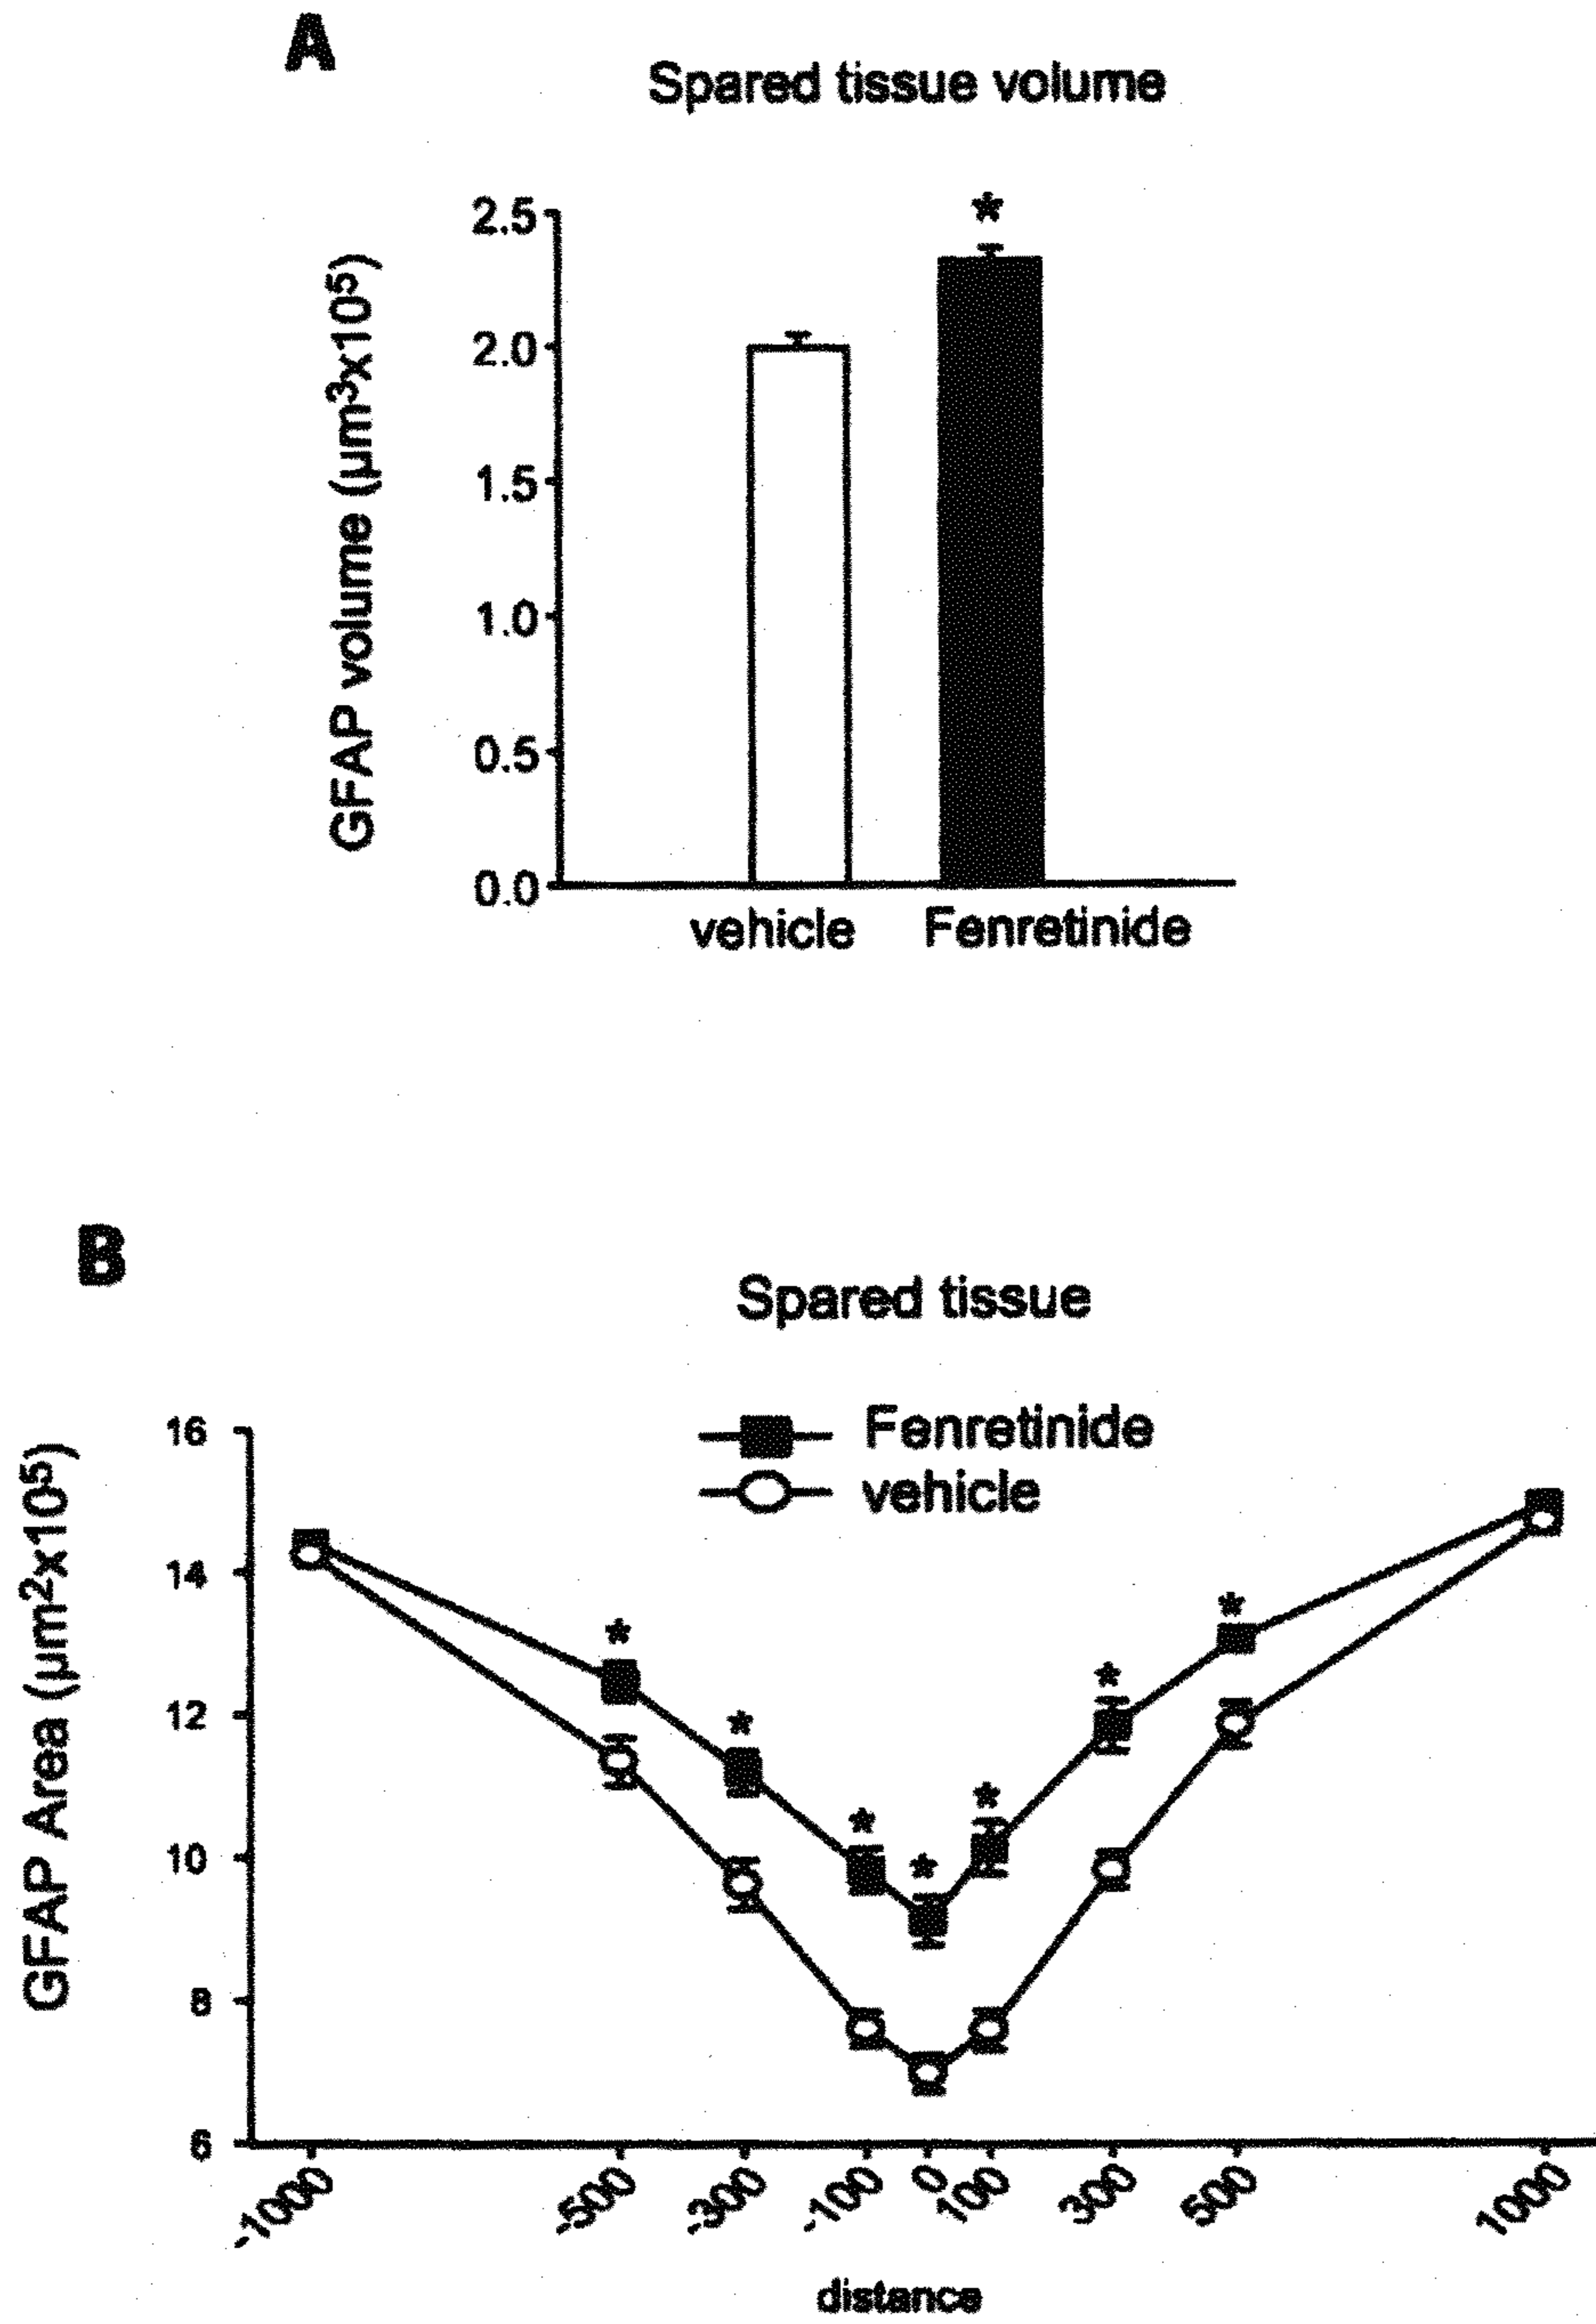 A
Spared tissue volume
GFAP volume (µm³x10⁵)
2.5
2.0
1.5
1.0
0.5
0.0
*
vehicle Fenretinide
B
Spared tissue
Fenretinide
vehicle
GFAP Area (µm²x10⁵)
16
14
12
10
8
6
* * * * * * *
-1000 -500 -300 -100 0 100 300 500 1000
distance